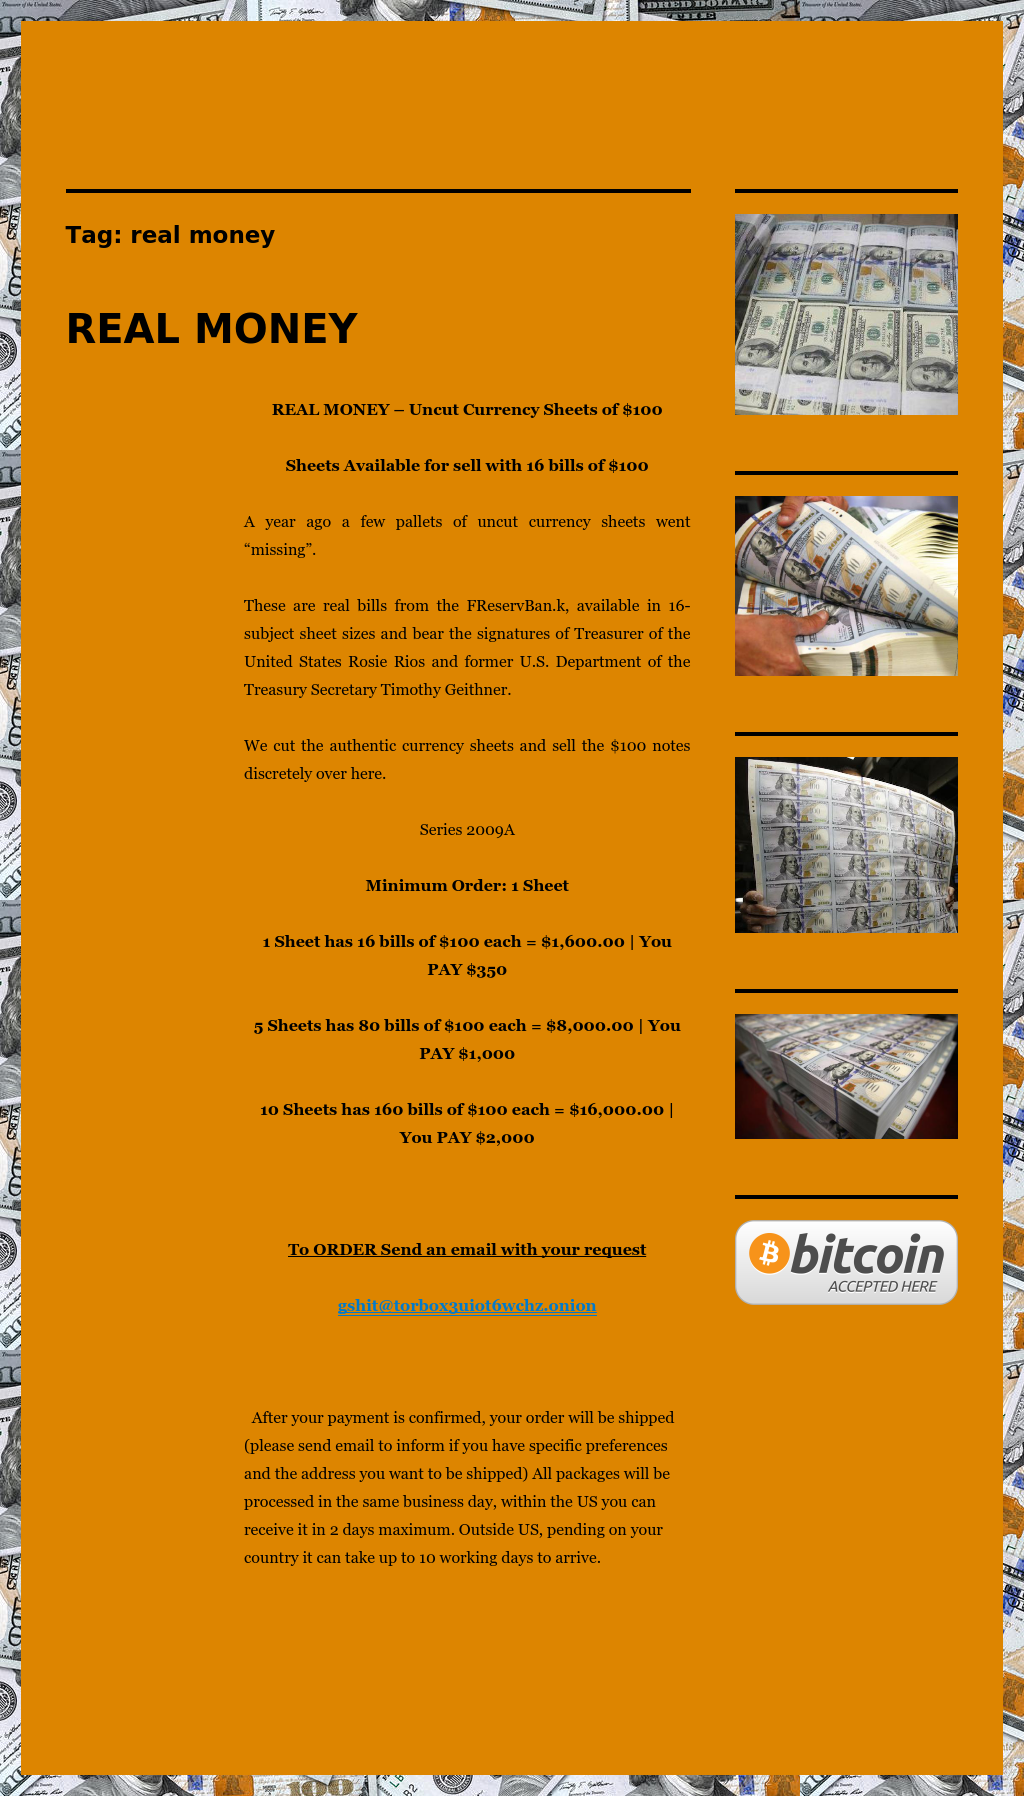 Tag: real money
REAL MONEY
REAL MONEY – Uncut Currency Sheets of $100
Sheets Available for sell with 16 bills of $100
A year ago a few pallets of uncut currency sheets went
“missing”.
These are real bills from the FReservBan.k, available in 16-
subject sheet sizes and bear the signatures of Treasurer of the
United States Rosie Rios and former U.S. Department of the
Treasury Secretary Timothy Geithner.
We cut the authentic currency sheets and sell the $100 notes
discretely over here.
Series 2009A
Minimum Order: 1 Sheet
1 Sheet has 16 bills of $100 each = $1,600.00 | You
PAY $350
5 Sheets has 80 bills of $100 each = $8,000.00 | You
PAY $1,000
10 Sheets has 160 bills of $100 each = $16,000.00 |
You PAY $2,000
To ORDER Send an email with your request
gshit@torbox3uiot6wchz.onion
After your payment is confirmed, your order will be shipped
(please send email to inform if you have specific preferences
and the address you want to be shipped) All packages will be
processed in the same business day, within the US you can
receive it in 2 days maximum. Outside US, pending on your
country it can take up to 10 working days to arrive.
bitcoin
ACCEPTED HERE